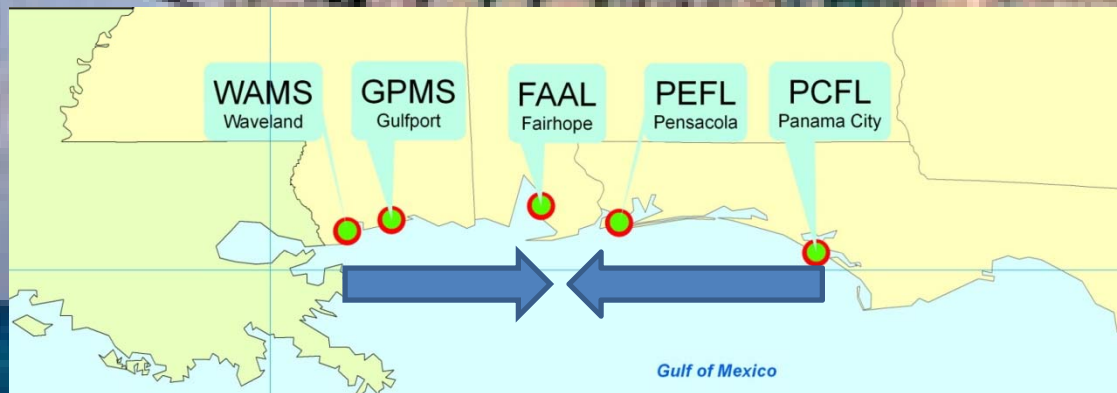 WAMS
Waveland
GPMS
Gulfport
FAAL
Fairhope
PEFL
Pensacola
PCFL
Panama City
Gulf of Mexico